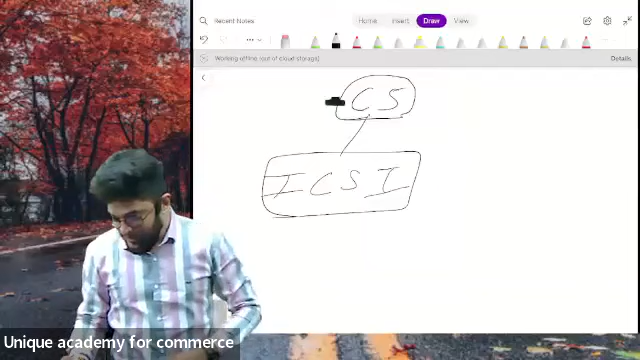 Recent Notes
Home Insert Draw View
Working offline (out of cloud storage)
Details
CS
ICSI
Unique academy for commerce